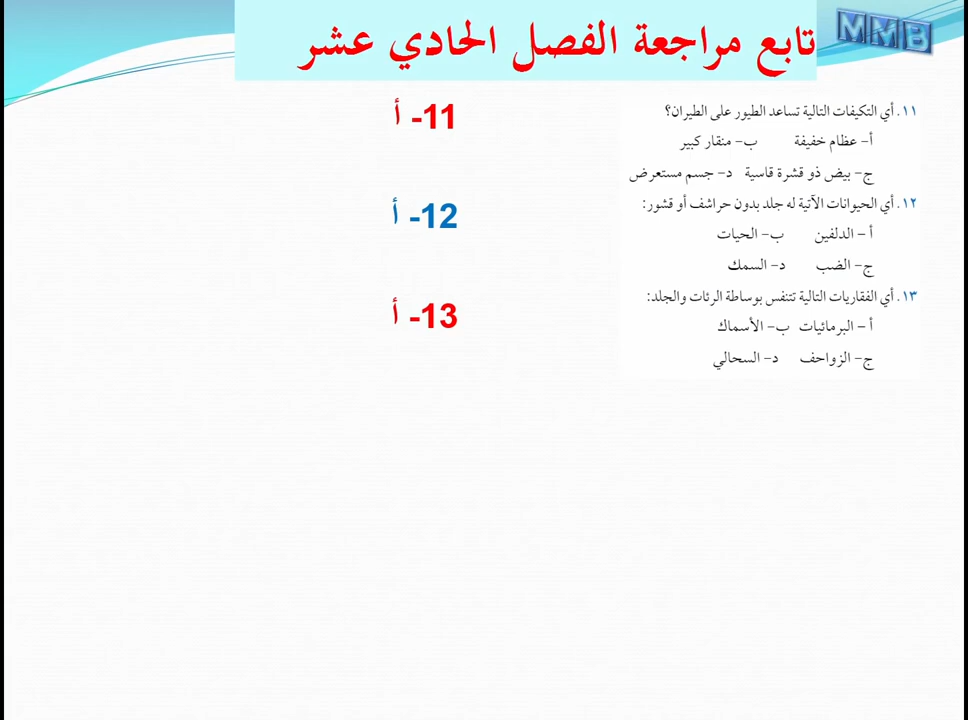 MMB
تابع مراجعة الفصل الحادي عشر
١١. أي التكيفات التالية تساعد الطيور على الطيران؟
أ- عظام خفيفة ب- منقار كبير
ج- بيض ذو قشرة قاسية د- جسم مستعرض
١٢. أي الحيوانات الآتية له جلد بدون حراشف أو قشور:
أ – الدلفين ب- الحيات
ج- الضب د- السمك
١٣. أي الفقاريات التالية تتنفس بوساطة الرئات والجلد:
أ – البرمائيات ب- الأسماك
ج- الزواحف د- السحالي
11- أ
12- أ
13- أ